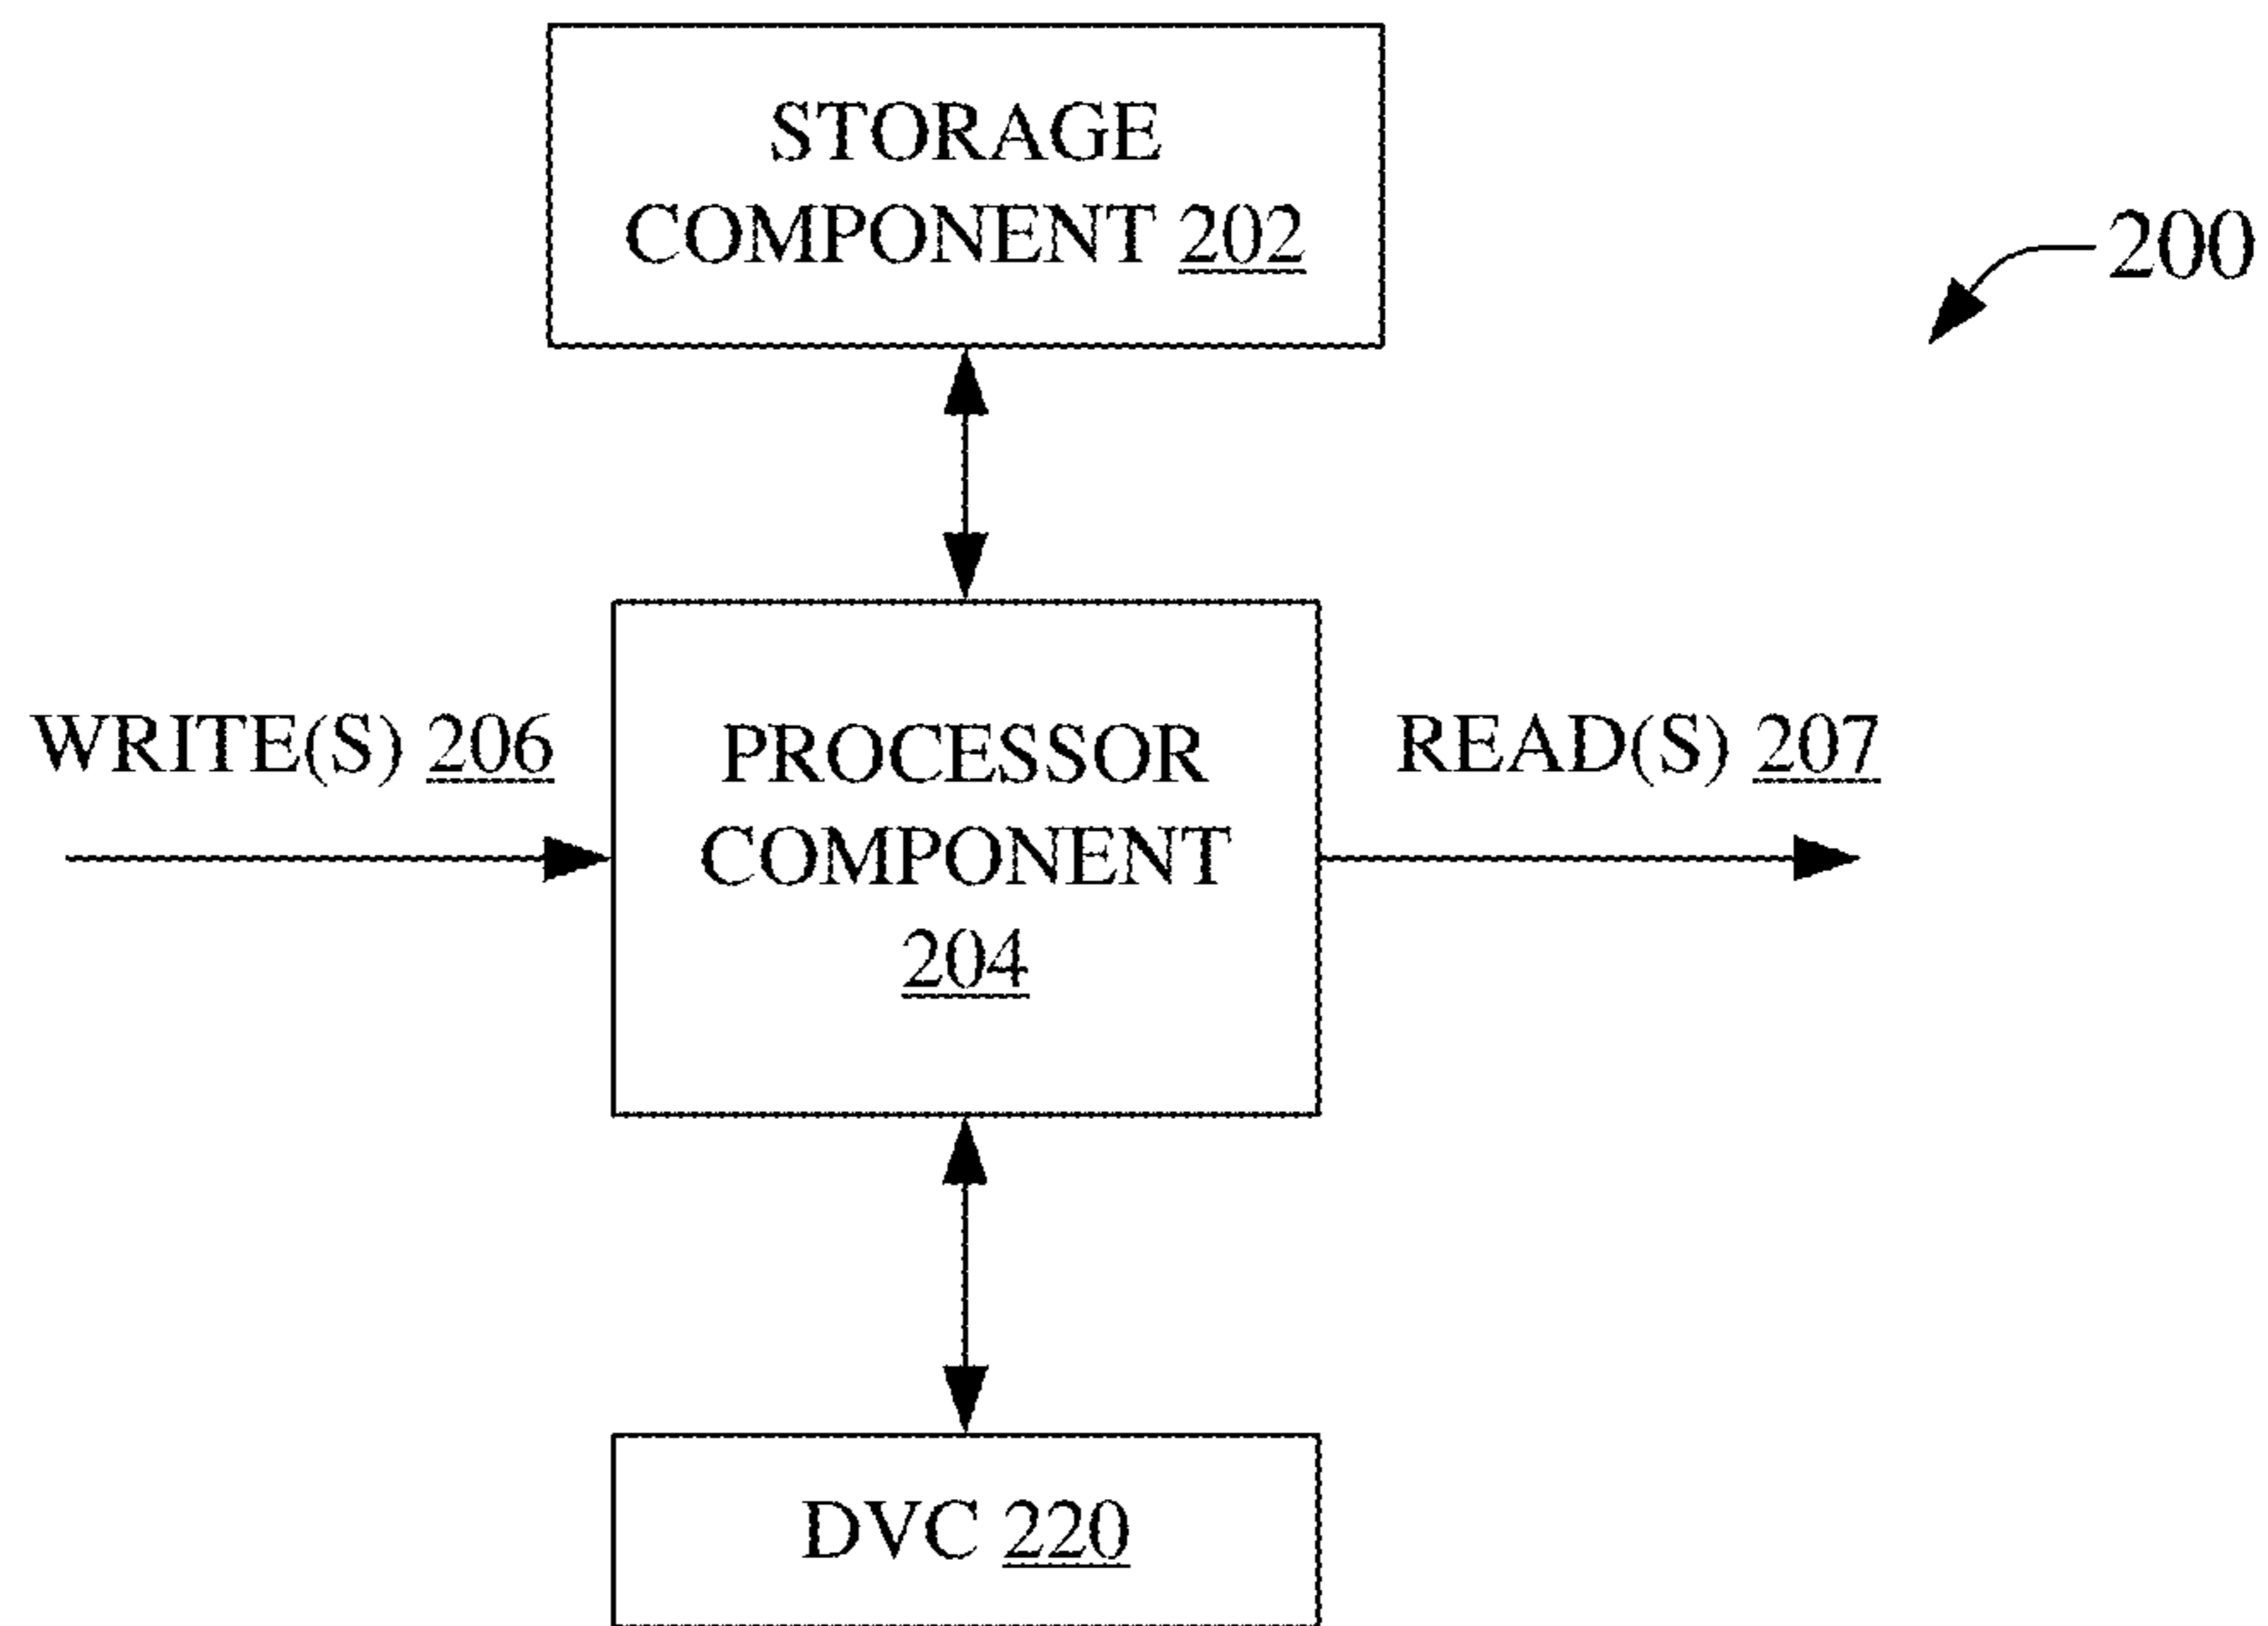 STORAGE
COMPONENT 202
200
WRITE(S) 206
PROCESSOR
COMPONENT
204
READ(S) 207
DVC 220